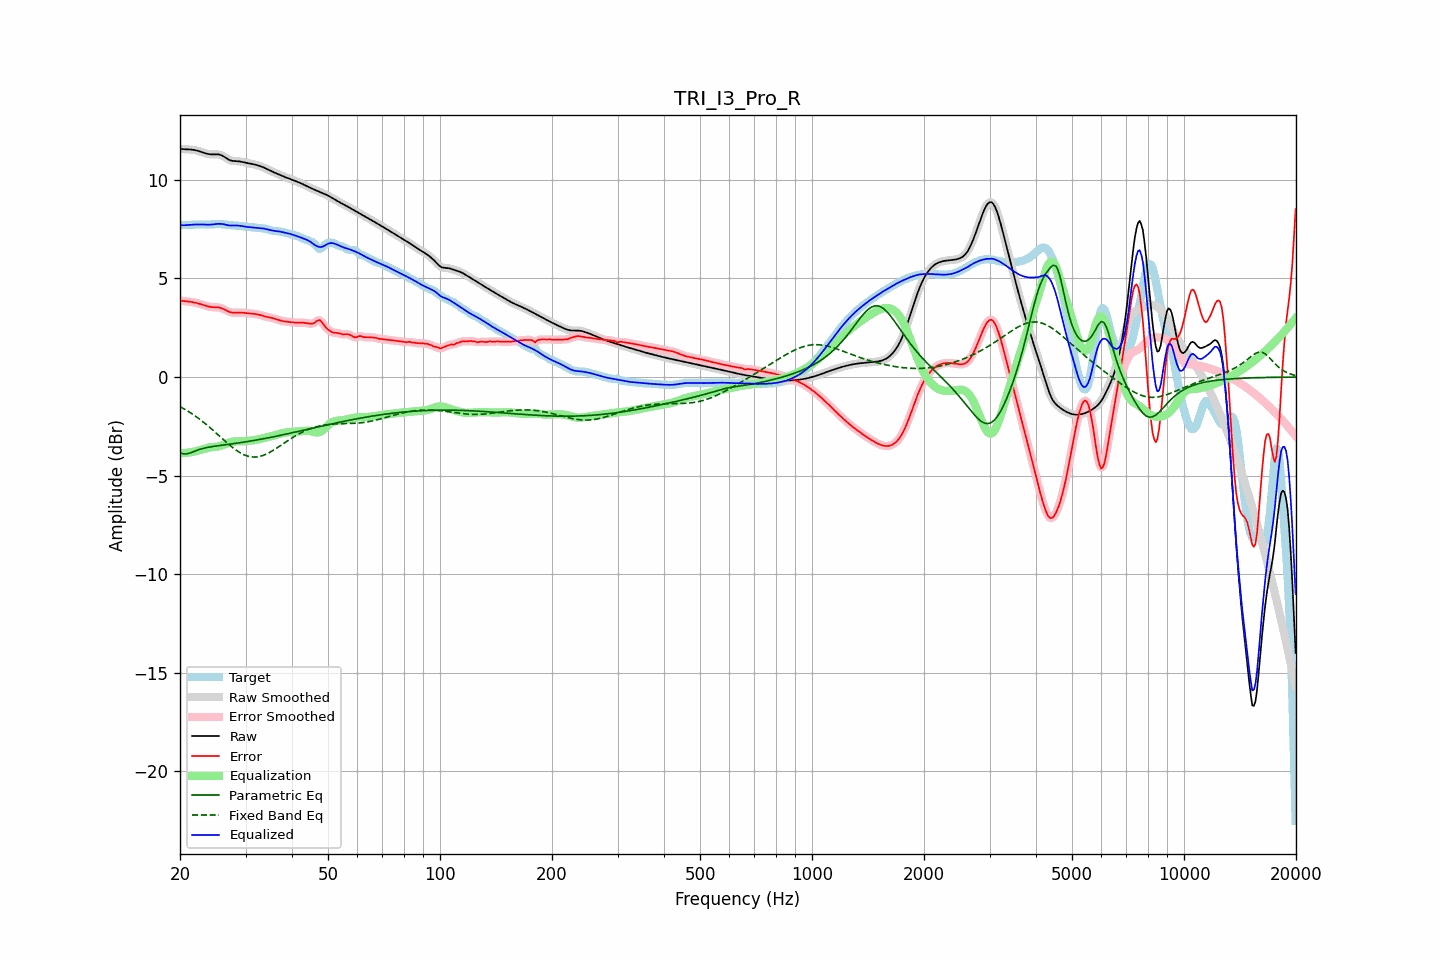 TRI_I3_Pro_R
Amplitude (dBr)
10
5
0
−5
−10
−15
−20
Target
Raw Smoothed
Error Smoothed
Raw
Error
Equalization
Parametric Eq
Fixed Band Eq
Equalized
20 50 100 200 500 1000 2000 5000 10000 20000
Frequency (Hz)